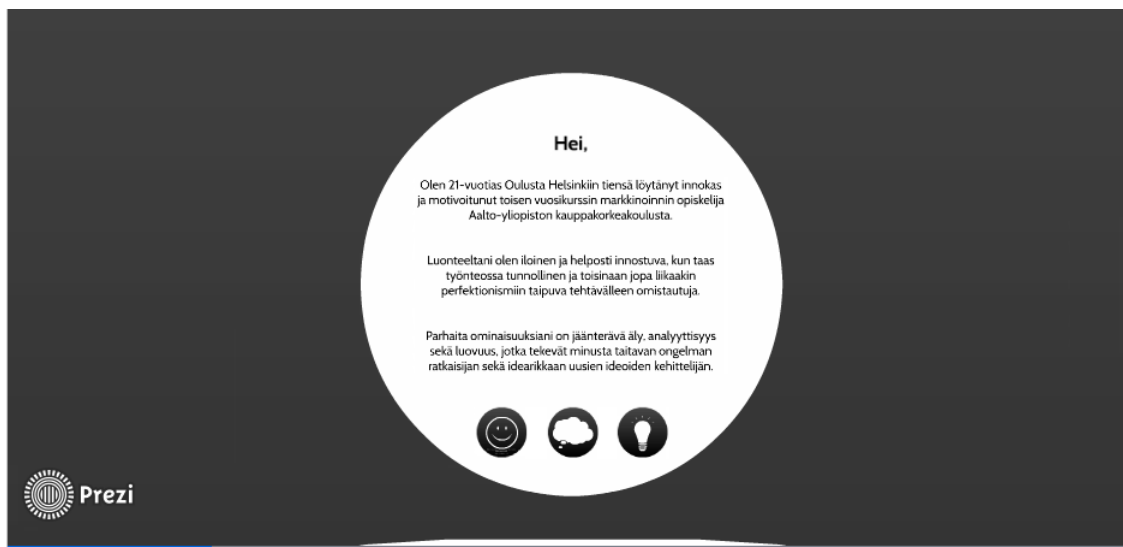 Hei,
Olen 21-vuotias Oulusta Helsinkiin tiensä löytänyt innokas
ja motivoitunut toisen vuosikurssin markkinoinnin opiskelija
Aalto-yliopiston kauppakorkeakoulusta.
Luonteeltani olen iloinen ja helposti innostuva, kun taas
työnteossa tunnollinen ja toisinaan jopa liikaakin
perfektionismiin taipuva tehtävälleen omistautuja.
Parhaita ominaisuuksiani on jäänterävä äly, analyyttisyys
sekä luovuus, jotka tekevät minusta taitavan ongelman
ratkaisijan sekä idearikkaan uusien ideoiden kehittelijän.
Prezi